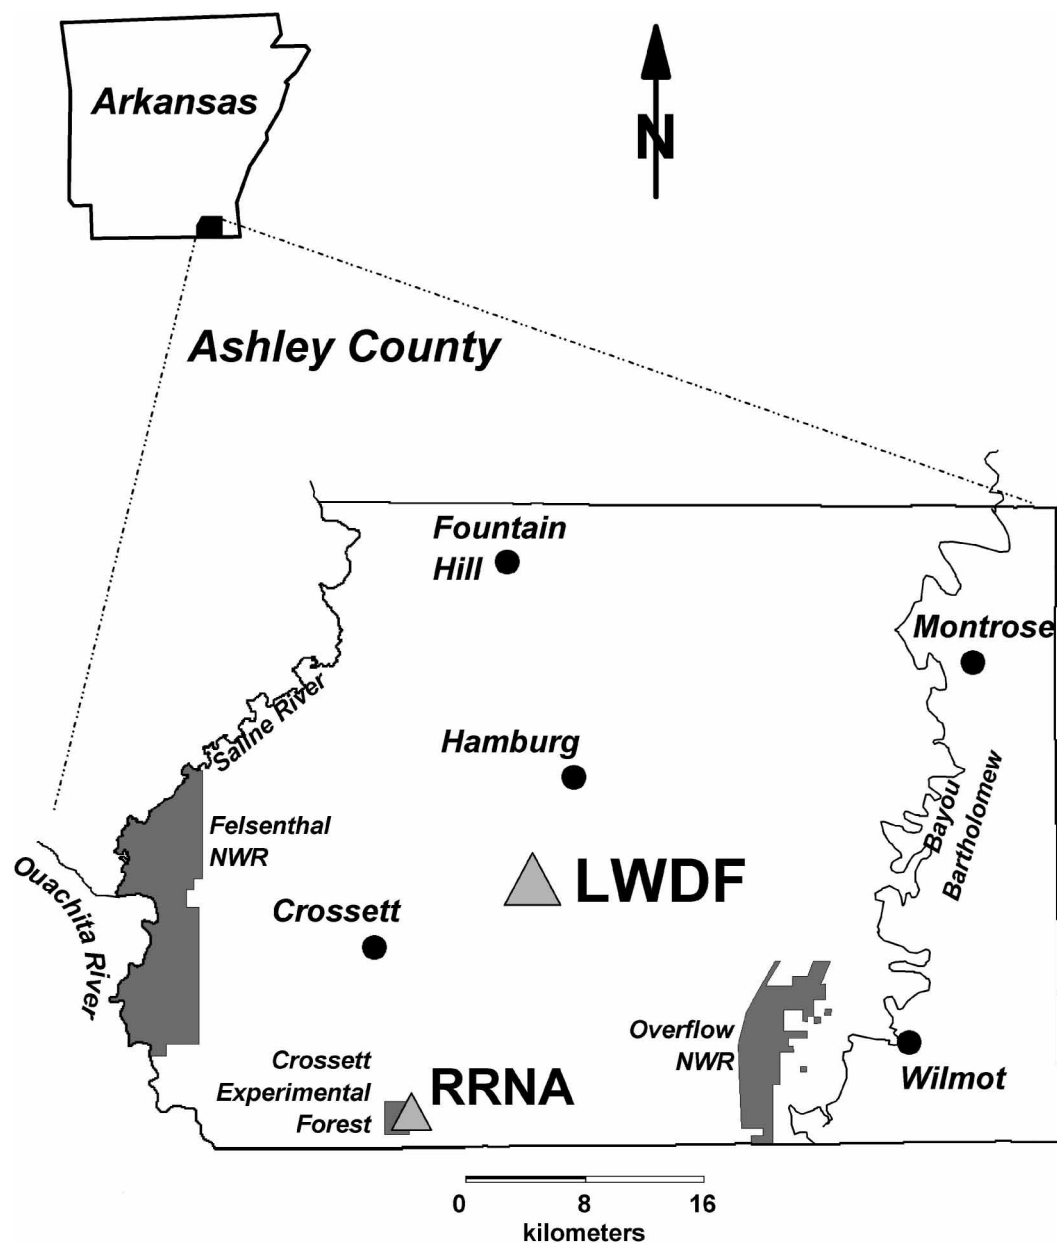 Arkansas
N
Ashley County
Fountain
Hill
Montrose
Saline River
Hamburg
Felsenthal
NWR
Bayou
Bartholomew
Ouachita River
LWDF
Crossett
Overflow
NWR
Crossett
Experimental
Forest
RRNA
Wilmot
0 8 16
kilometers